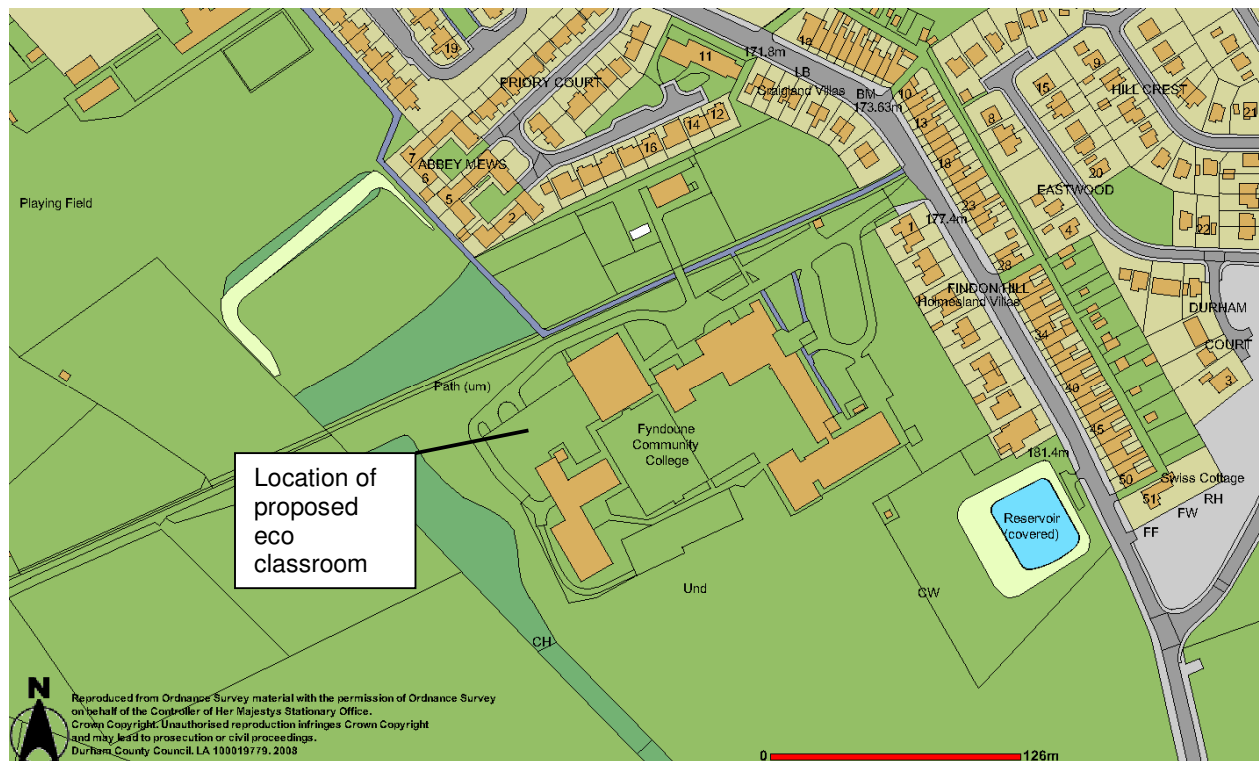 19
11
171.8m
1a
PRIORY COURT
LB
Craigland Villas
BM
173.63m
10
15
9
HILL CREST
21
7
ABBEY MEWS
6
5
2
16
14
12
13
8
18
20
Playing Field
EASTWOOD
23
177.4m
1
4
22
28
FINDON HILL
Holmesland Villas
DURHAM
COURT
34
3
40
Path (um)
Fyndoune
Community
College
45
181.4m
50
Swiss Cottage
51
RH
FW
FF
Location of
proposed
eco
classroom
Reservoir
(covered)
Und
CW
CH
N
Reproduced from Ordnance Survey material with the permission of Ordnance Survey
on behalf of the Controller of Her Majestys Stationary Office.
Crown Copyright. Unauthorised reproduction infringes Crown Copyright
and may lead to prosecution or civil proceedings.
Durham County Council. LA 100019779. 2008
0
126m